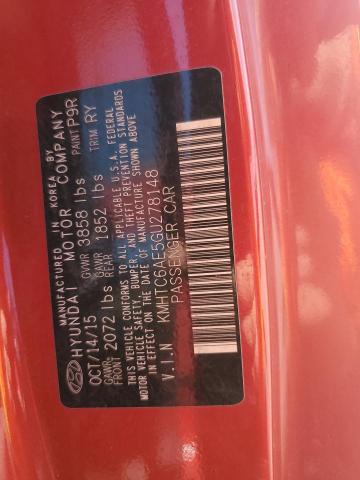 MANUFACTURED IN KOREA BY
HYUNDAI MOTOR COMPANY
OCT/14/15 GVWR 3858 lbs PAINT P9R
GAWR: FRONT 2072 lbs GAWR REAR 1852 lbs TRIM RY
THIS VEHICLE CONFORMS TO ALL APPLICABLE U.S.A. FEDERAL
MOTOR VEHICLE SAFETY, BUMPER, AND THEFT PREVENTION STANDARDS
IN EFFECT ON THE DATE OF MANUFACTURE SHOWN ABOVE
V.I.N KMHTC6AE5GU278148
PASSENGER CAR